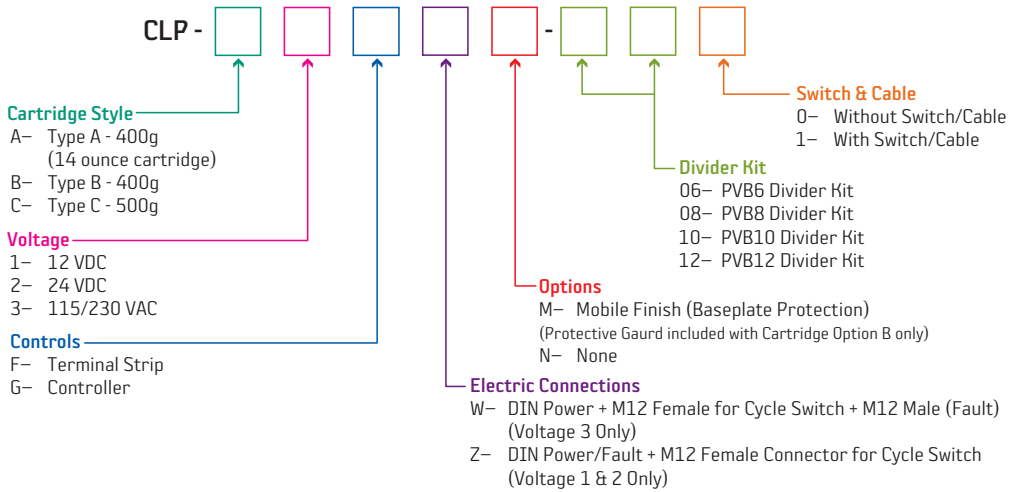 CLP - -
Cartridge Style
A– Type A - 400g
(14 ounce cartridge)
B– Type B - 400g
C– Type C - 500g
Voltage
1– 12 VDC
2– 24 VDC
3– 115/230 VAC
Controls
F– Terminal Strip
G– Controller
Switch & Cable
0– Without Switch/Cable
1– With Switch/Cable
Divider Kit
06– PVB6 Divider Kit
08– PVB8 Divider Kit
10– PVB10 Divider Kit
12– PVB12 Divider Kit
Options
M– Mobile Finish (Baseplate Protection)
(Protective Gaurd included with Cartridge Option B only)
N– None
Electric Connections
W– DIN Power + M12 Female for Cycle Switch + M12 Male (Fault)
(Voltage 3 Only)
Z– DIN Power/Fault + M12 Female Connector for Cycle Switch
(Voltage 1 & 2 Only)